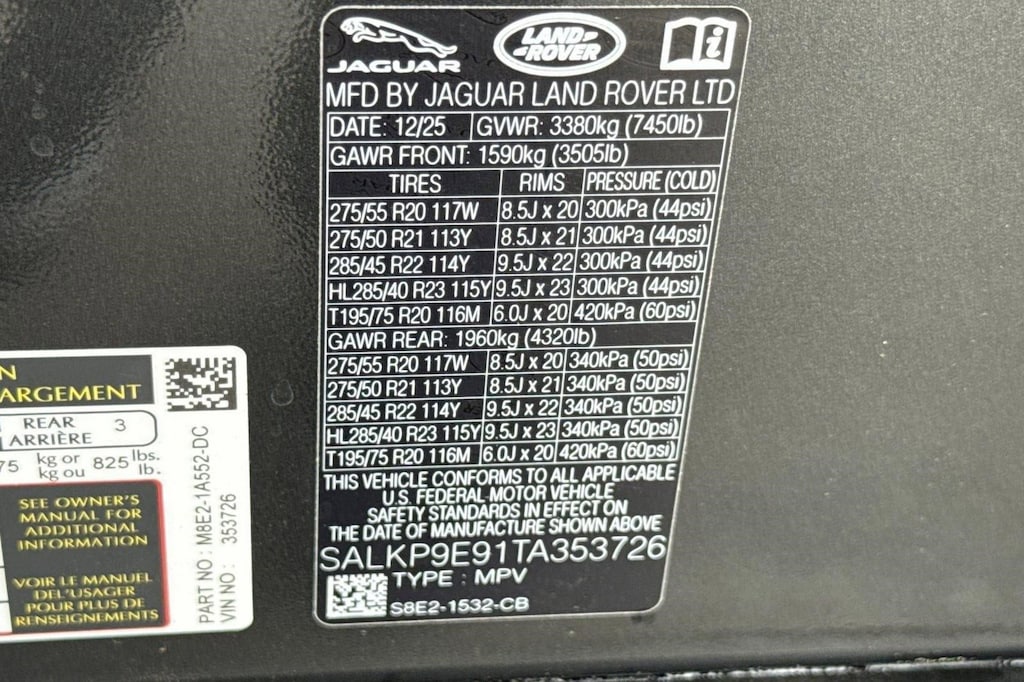 JAGUAR
LAND ROVER
MFD BY JAGUAR LAND ROVER LTD
DATE: 12/25 GVWR: 3380kg (7450lb)
GAWR FRONT: 1590kg (3505lb)
TIRES RIMS PRESSURE (COLD)
275/55 R20 117W 8.5J x 20 300kPa (44psi)
275/50 R21 113Y 8.5J x 21 300kPa (44psi)
285/45 R22 114Y 9.5J x 22 300kPa (44psi)
HL285/40 R23 115Y 9.5J x 23 300kPa (44psi)
T195/75 R20 116M 6.0J x 20 420kPa (60psi)
GAWR REAR: 1960kg (4320lb)
275/55 R20 117W 8.5J x 20 340kPa (50psi)
275/50 R21 113Y 8.5J x 21 340kPa (50psi)
285/45 R22 114Y 9.5J x 22 340kPa (50psi)
HL285/40 R23 115Y 9.5J x 23 340kPa (50psi)
T195/75 R20 116M 6.0J x 20 420kPa (60psi)
THIS VEHICLE CONFORMS TO ALL APPLICABLE
U.S. FEDERAL MOTOR VEHICLE
SAFETY STANDARDS IN EFFECT ON
THE DATE OF MANUFACTURE SHOWN ABOVE
SALKP9E91TA353726
TYPE : MPV
S8E2-1532-CB
N
ARGEMENT
REAR 3
ARRIÈRE
75 kg or 825 lbs.
kg ou lb.
SEE OWNER'S
MANUAL FOR
ADDITIONAL
INFORMATION
VOIR LE MANUEL
DEL'USAGER
POUR PLUS DE
RENSEIGNEMENTS
PART NO : M8E2-1A552-DC
VIN NO : 353726